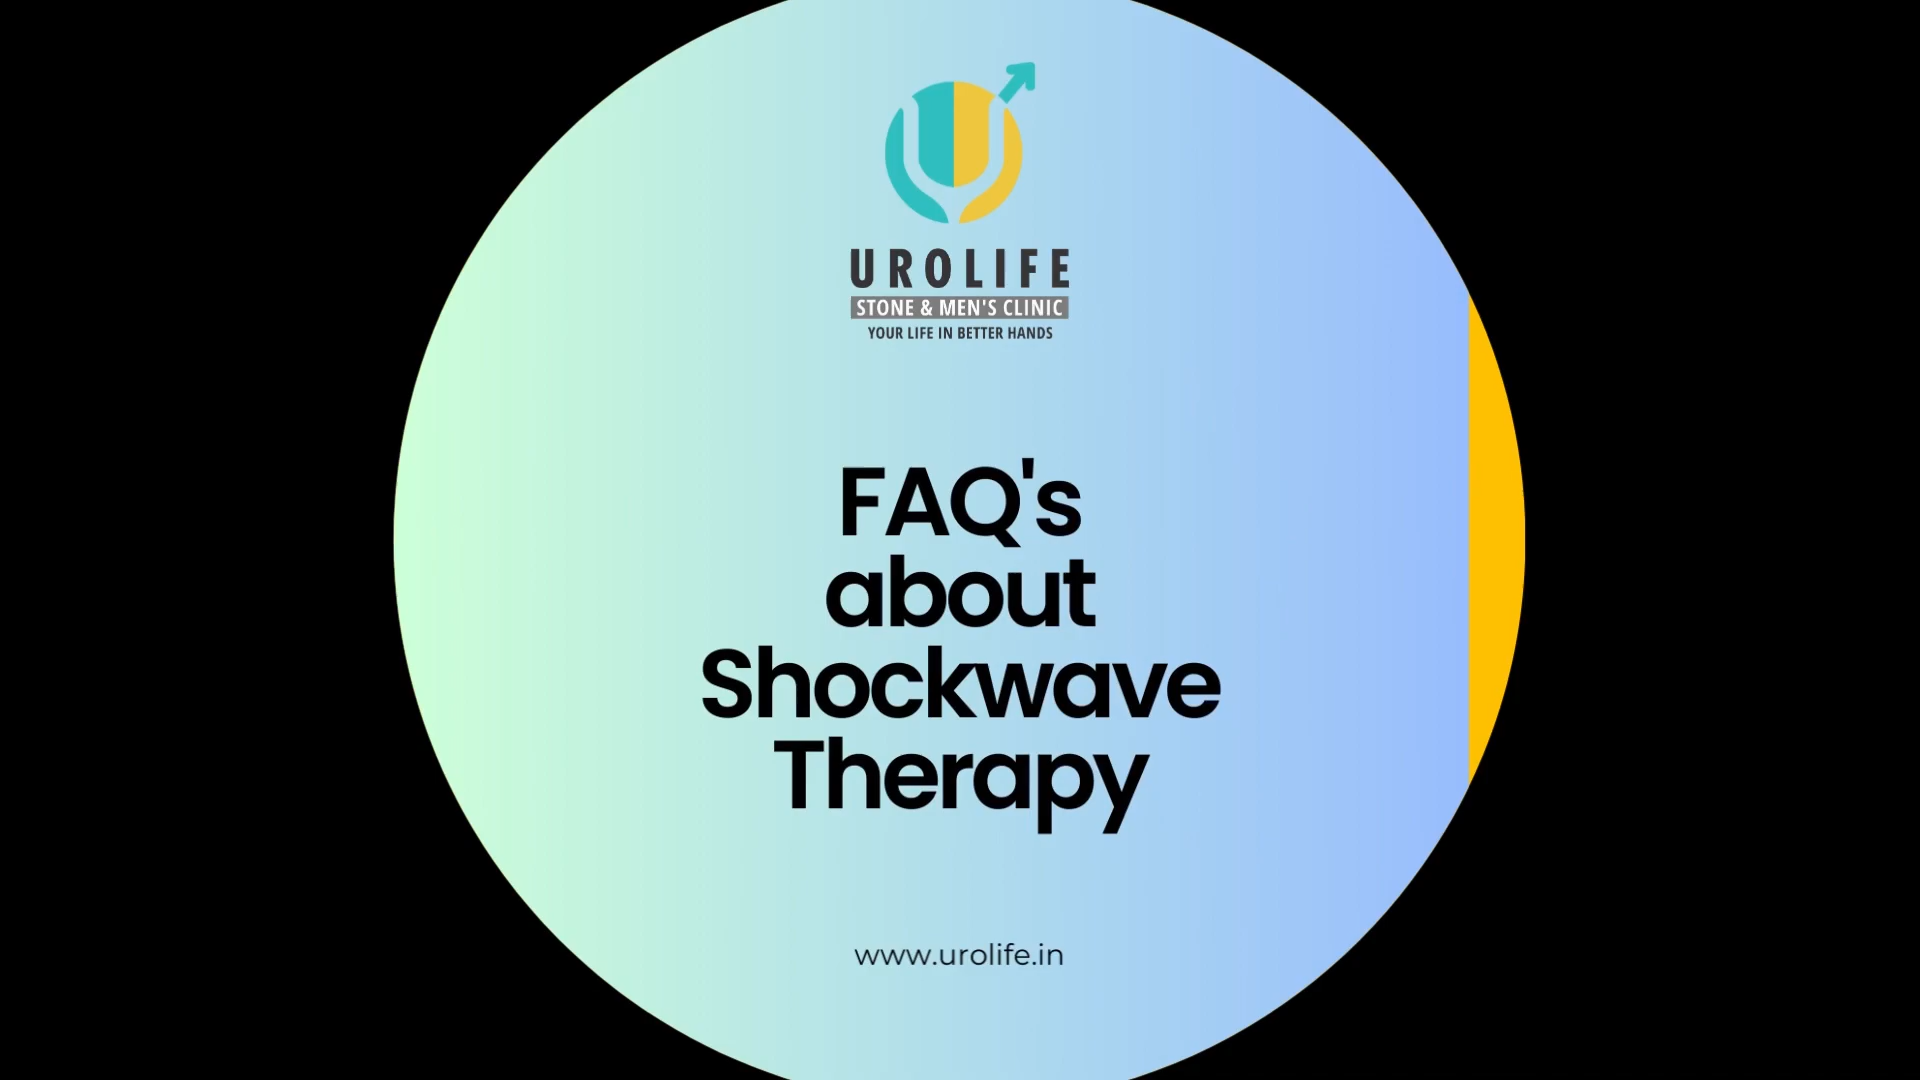 UROLIFE
STONE & MEN'S CLINIC
YOUR LIFE IN BETTER HANDS
FAQ's
about
Shockwave
Therapy
www.urolife.in